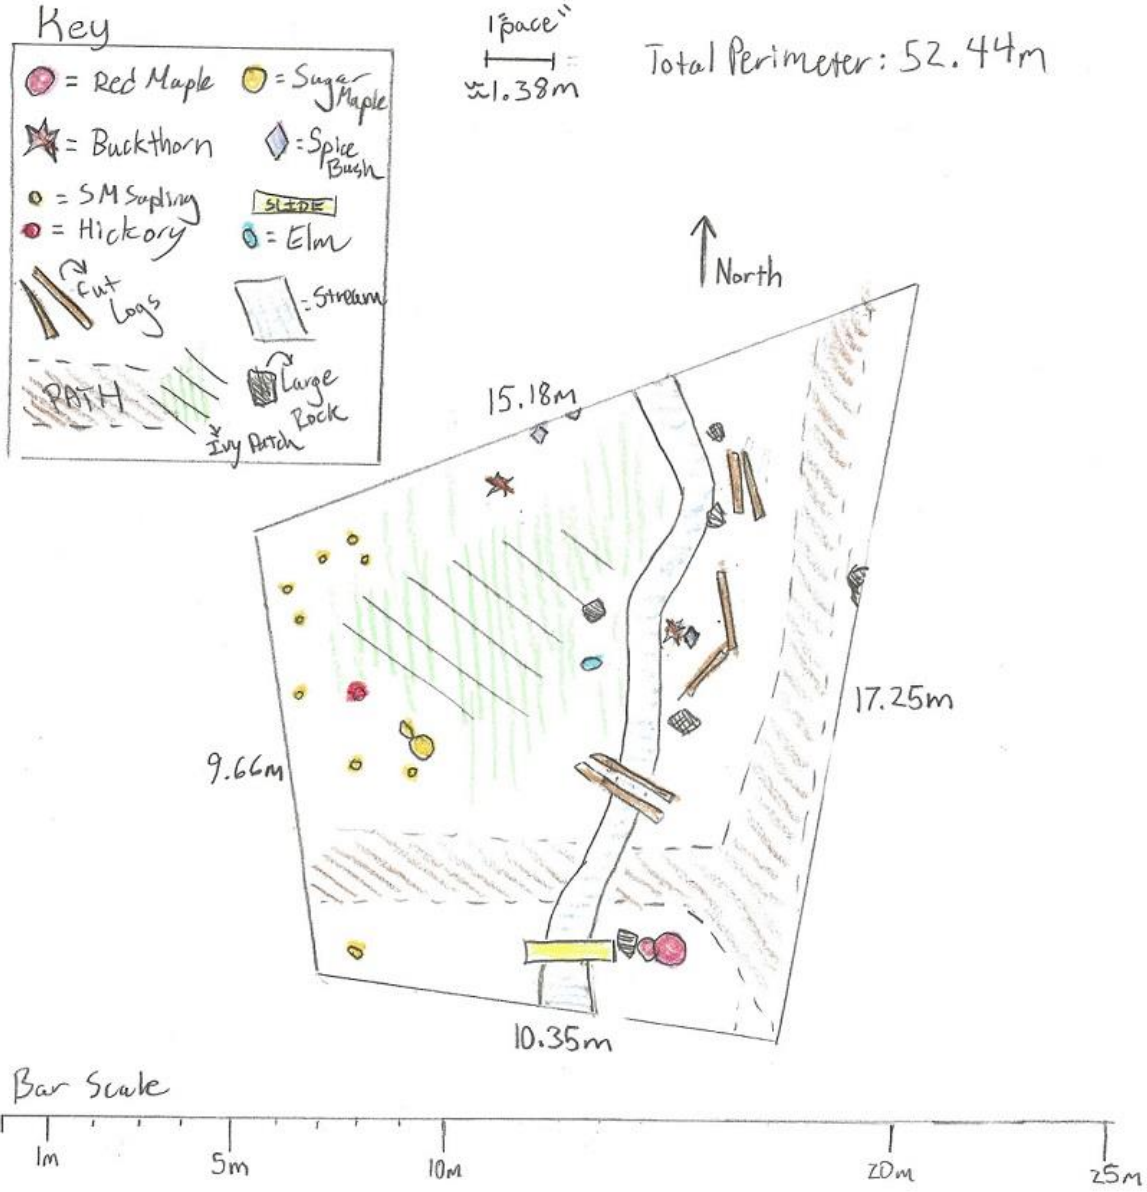 Key
= Red Maple
= Sugar Maple
= Buckthorn
= Spice Bush
= SM Sapling
SLIDE
= Hickory
= Elm
Cut Logs
= Stream
PATH
Ivy Patch
Large Rock
1 "pace"
≈1.38m
Total Perimeter: 52.44m
North
15.18m
17.25m
9.66m
10.35m
Bar Scale
1m
5m
10m
20m
25m